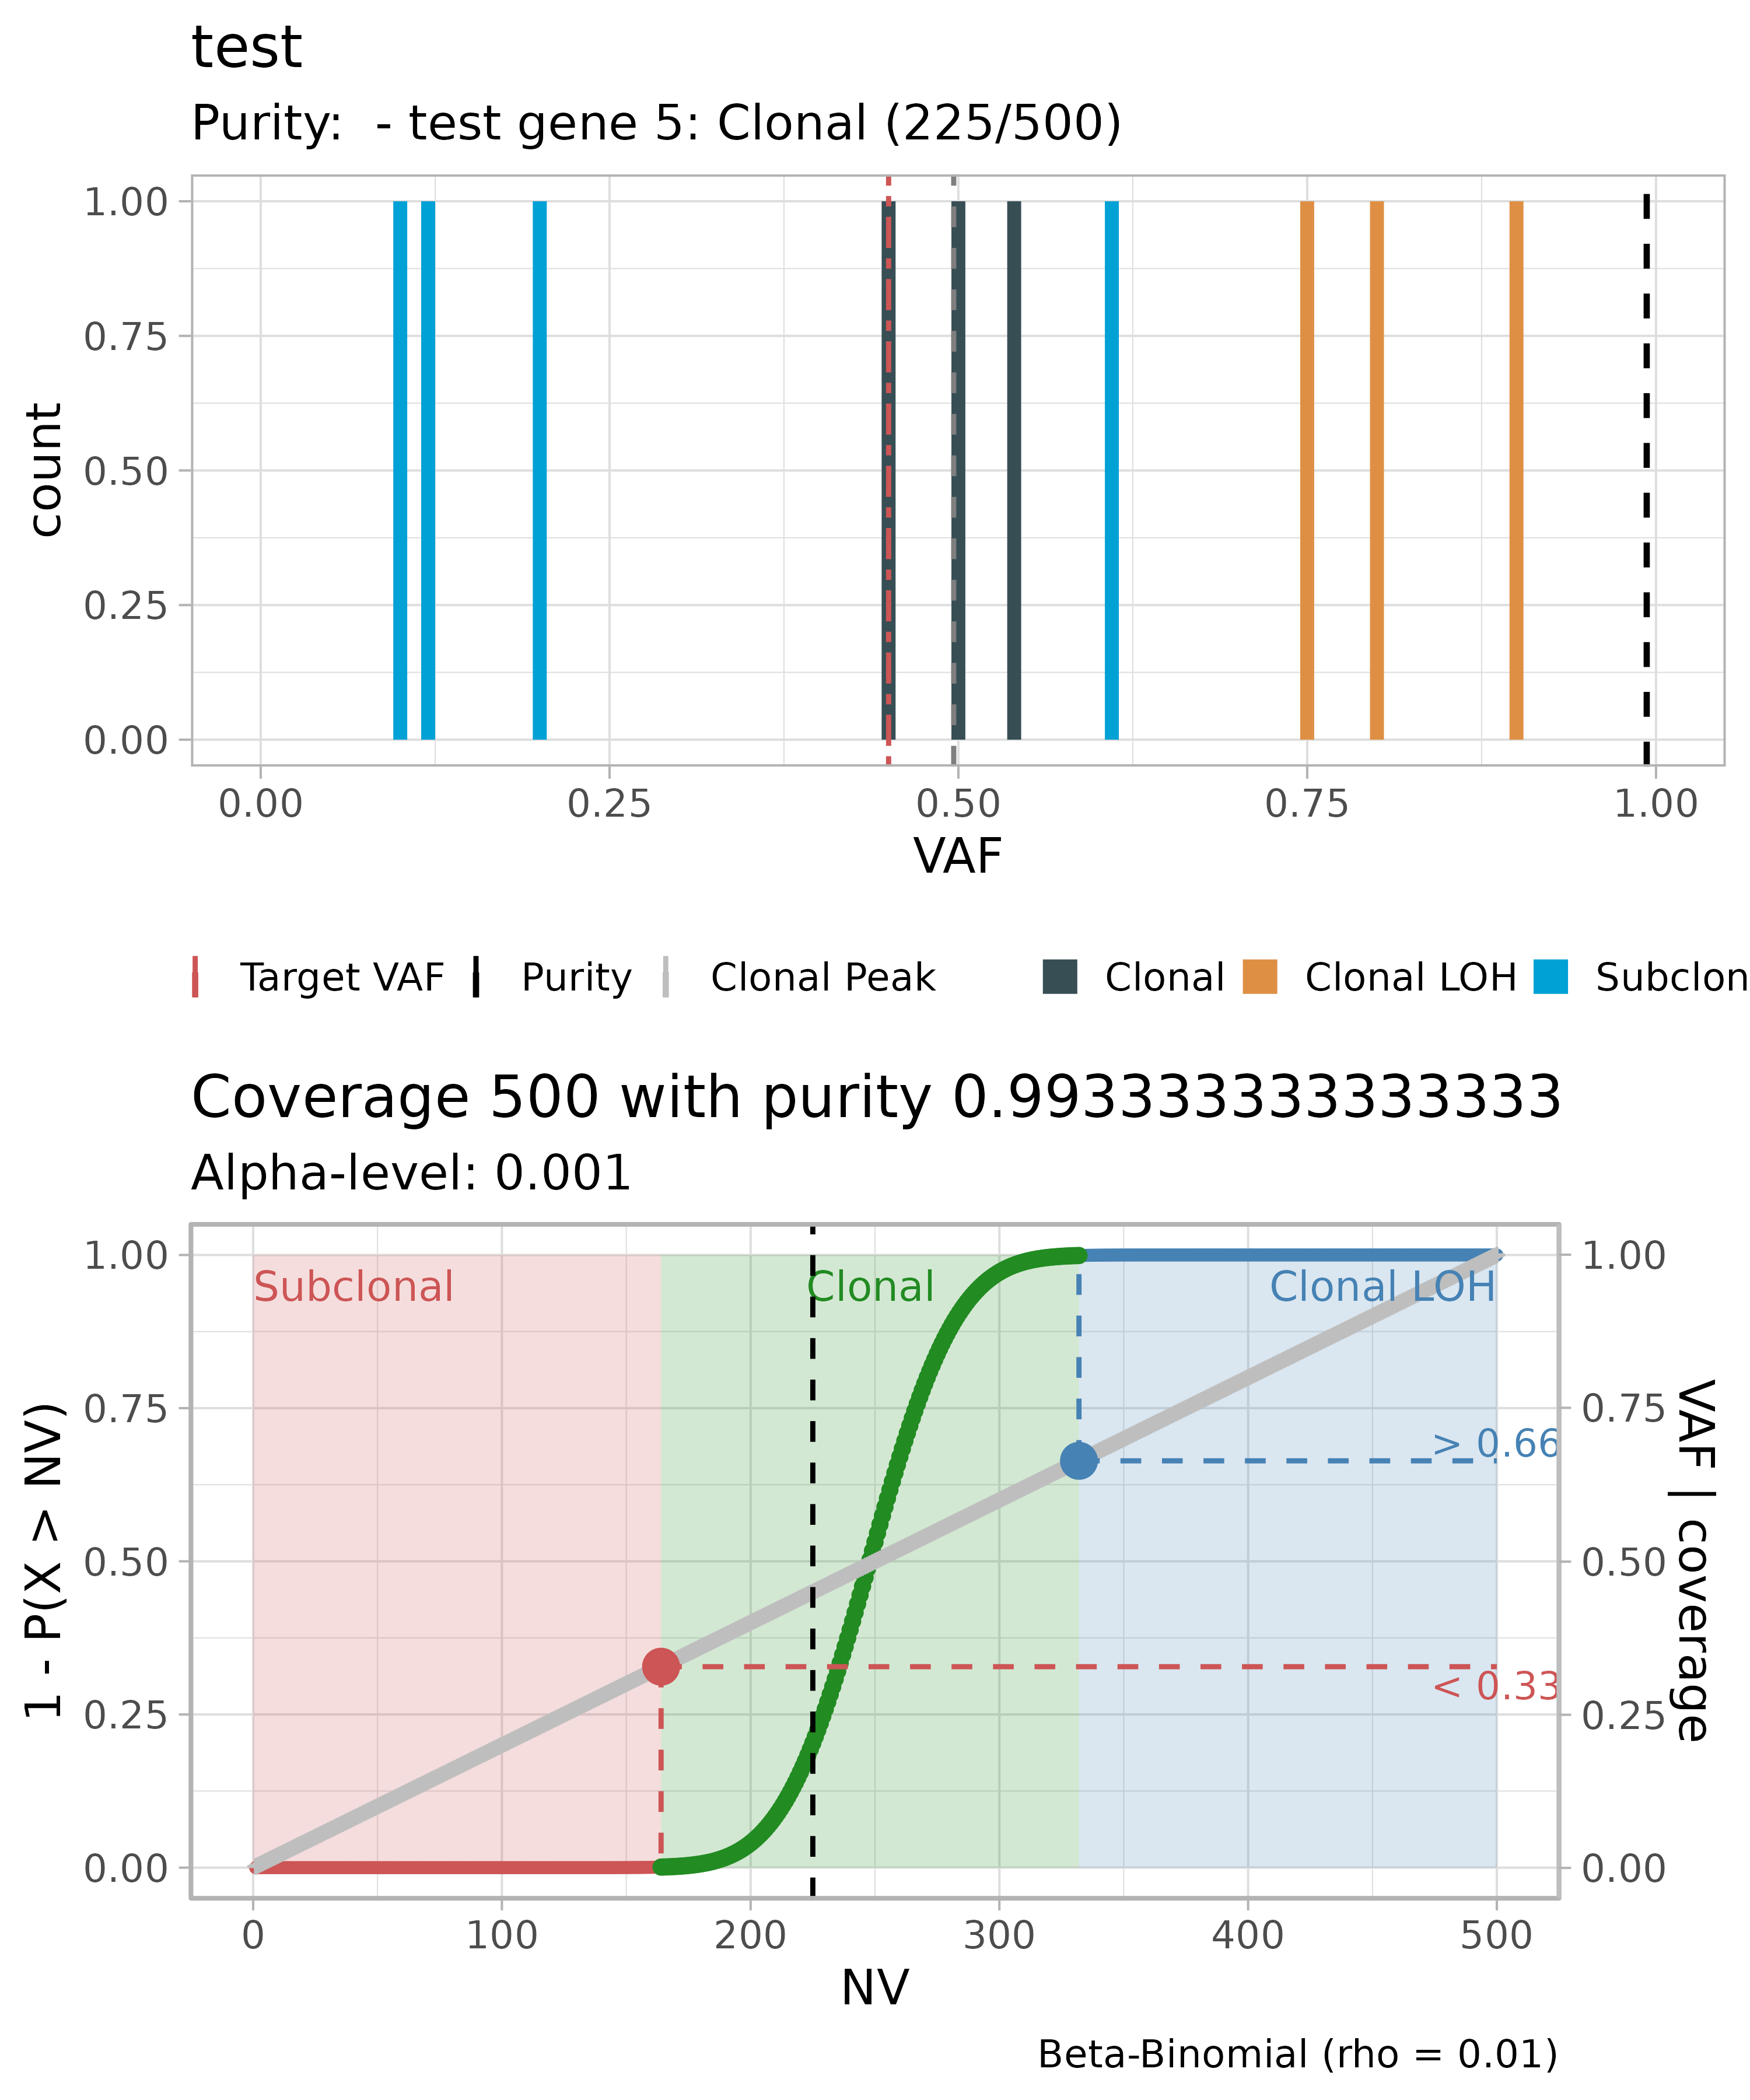 test
Purity:  - test gene 5: Clonal (225/500)
1.00
0.75
0.50
0.25
0.00
count
0.00 0.25 0.50 0.75 1.00
VAF
Target VAF Purity Clonal Peak Clonal Clonal LOH Subclon
Coverage 500 with purity 0.993333333333333
Alpha-level: 0.001
1.00
0.75
0.50
0.25
0.00
1 - P(X > NV)
Subclonal Clonal Clonal LOH
> 0.66
< 0.33
1.00
0.75
0.50
0.25
0.00
VAF | coverage
0 100 200 300 400 500
NV
Beta-Binomial (rho = 0.01)